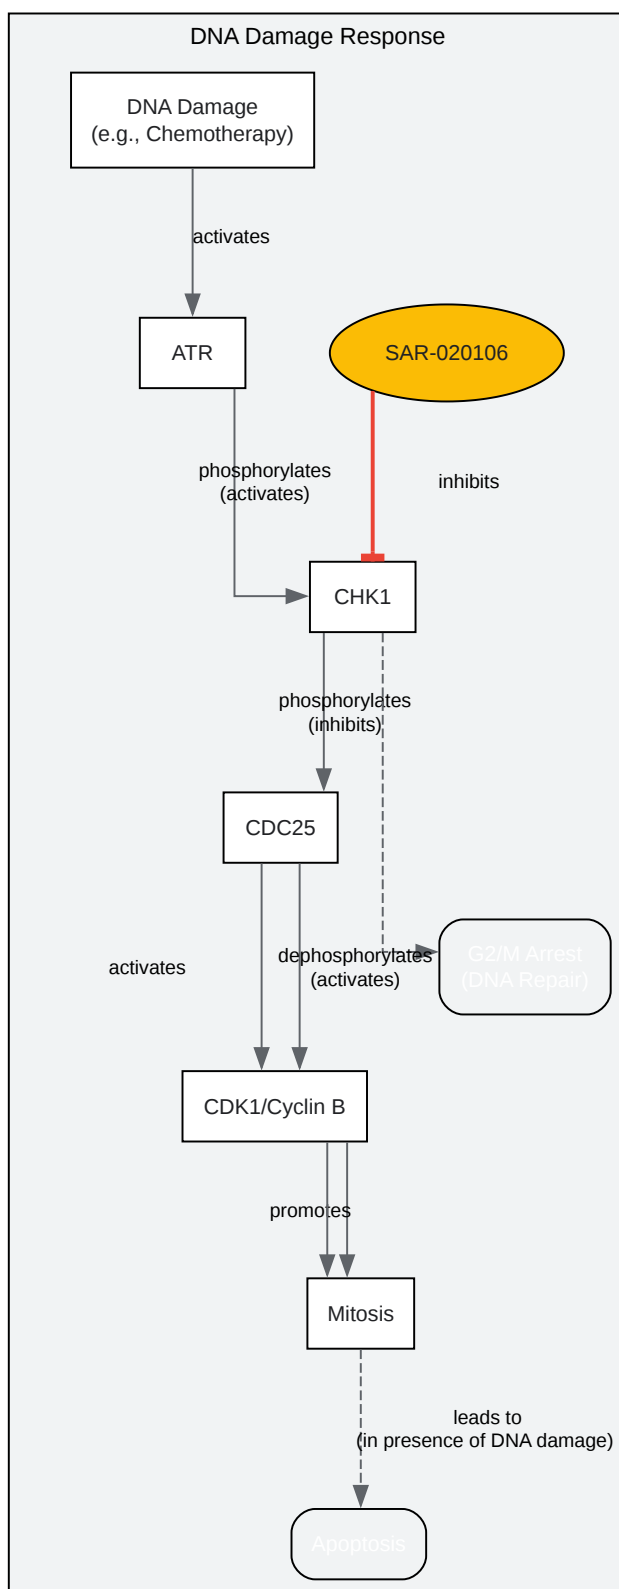 DNA Damage Response
DNA Damage
(e.g., Chemotherapy)
activates
ATR
SAR-020106
phosphorylates
(activates)
inhibits
CHK1
phosphorylates
(inhibits)
CDC25
activates
dephosphorylates
(activates)
G2/M Arrest
(DNA Repair)
CDK1/Cyclin B
promotes
Mitosis
leads to
(in presence of DNA damage)
Apoptosis